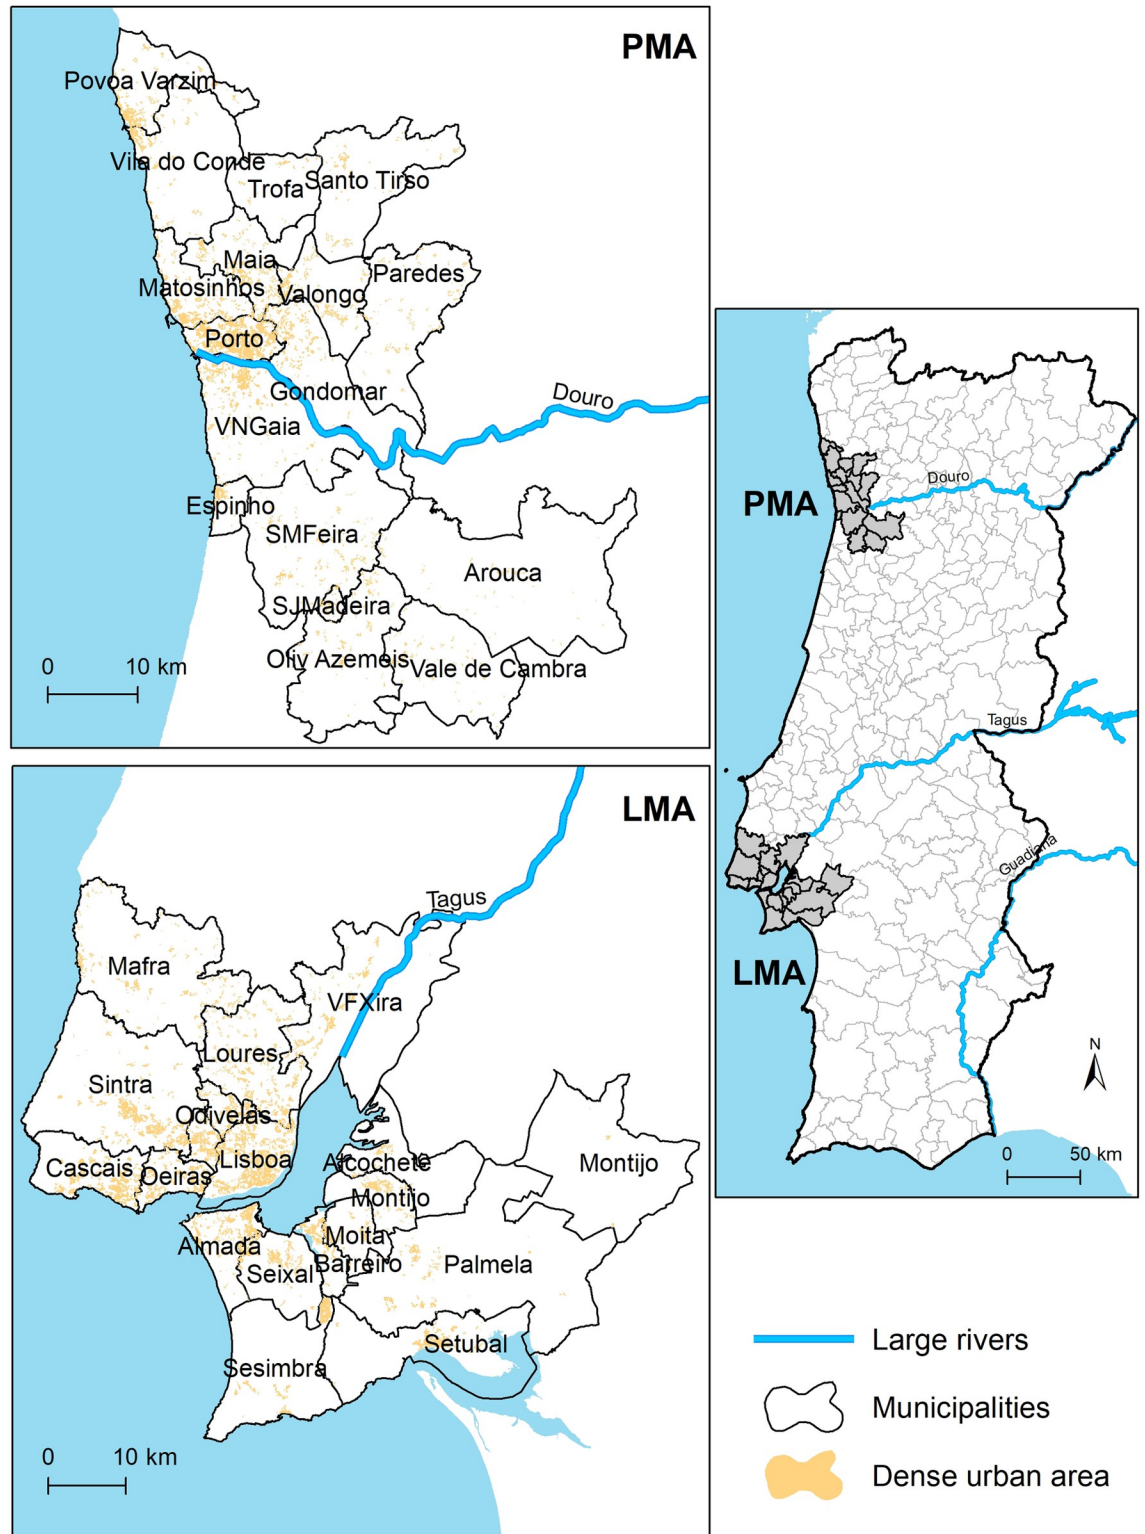 PMA
Povoa Varzim
Vila do Conde
Trofa
Santo Tirso
Maia
Paredes
Matosinhos
Valongo
Porto
Gondomar
Douro
VNGaia
Espinho
SMFeira
Arouca
SJMadeira
Oliv Azemeis
Vale de Cambra
0 10 km
LMA
Tagus
Mafra
VFXira
Loures
Sintra
Odivelas
Cascais
Oeiras
Lisboa
Alcochete
Montijo
Montijo
Almada
Moita
Seixal
Barreiro
Palmela
Setubal
Sesimbra
0 10 km
PMA
Douro
Tagus
Guadiana
LMA
N
0 50 km
Large rivers
Municipalities
Dense urban area